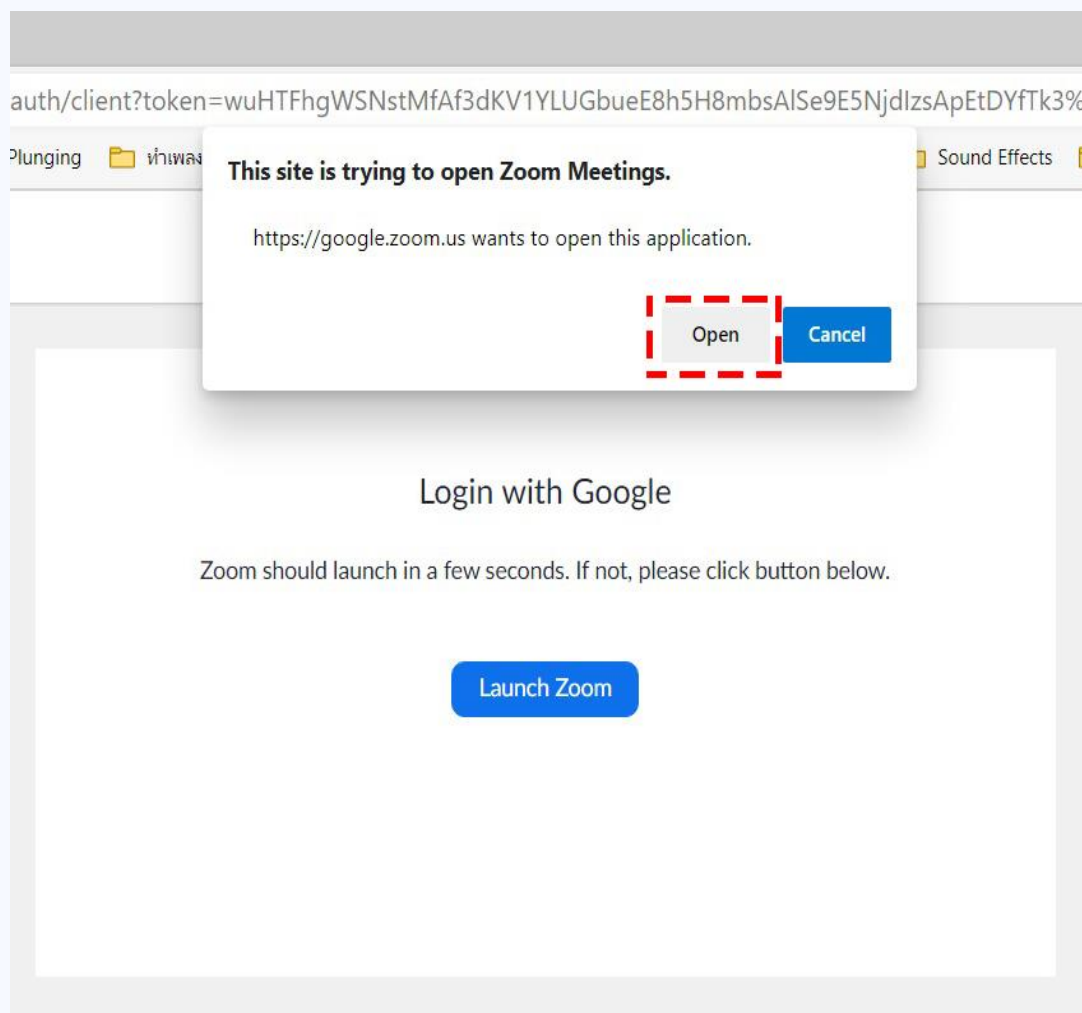 auth/client?token=wuHTFhgWSNstMfAf3dKV1YLUGbueE8h5H8mbsAlSe9E5NjdIzsApEtDYfTk3%
Plunging ทำเพลง Sound Effects
This site is trying to open Zoom Meetings.
https://google.zoom.us wants to open this application.
Open Cancel
Login with Google
Zoom should launch in a few seconds. If not, please click button below.
Launch Zoom